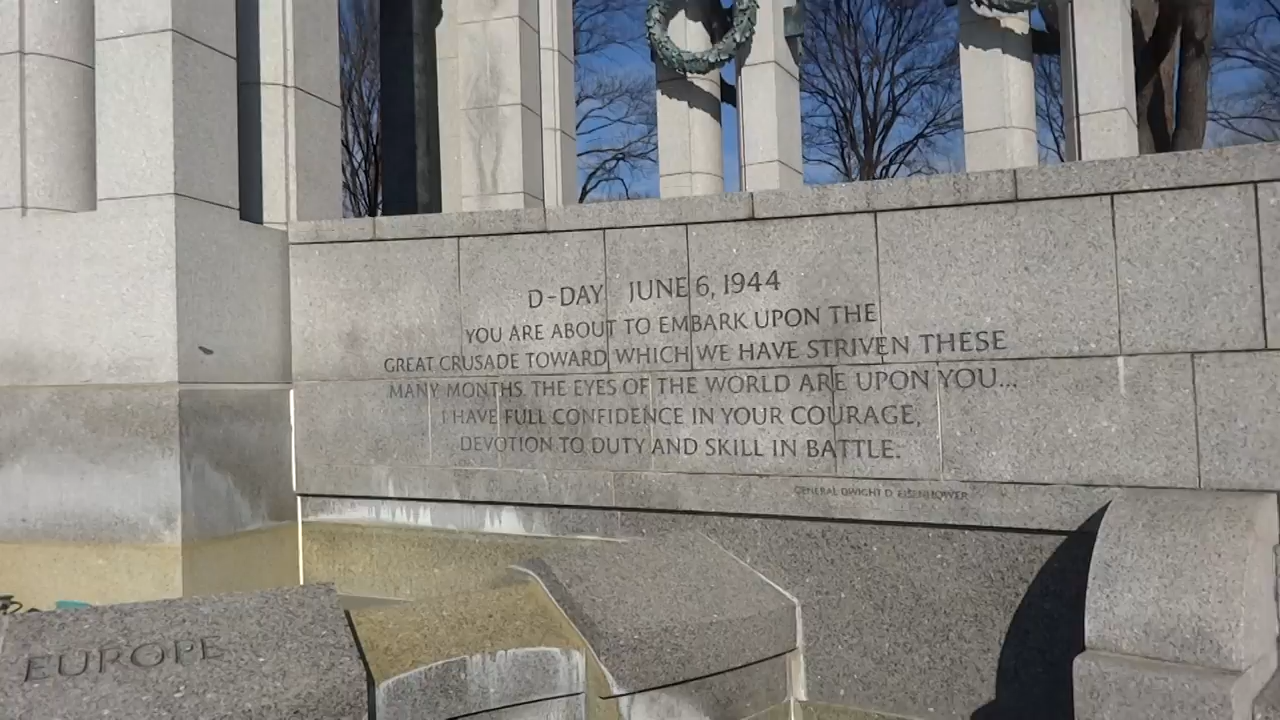 D-DAY JUNE 6, 1944
YOU ARE ABOUT TO EMBARK UPON THE
GREAT CRUSADE TOWARD WHICH WE HAVE STRIVEN THESE
MANY MONTHS. THE EYES OF THE WORLD ARE UPON YOU...
I HAVE FULL CONFIDENCE IN YOUR COURAGE,
DEVOTION TO DUTY AND SKILL IN BATTLE.
GENERAL DWIGHT D. EISENHOWER
EUROPE